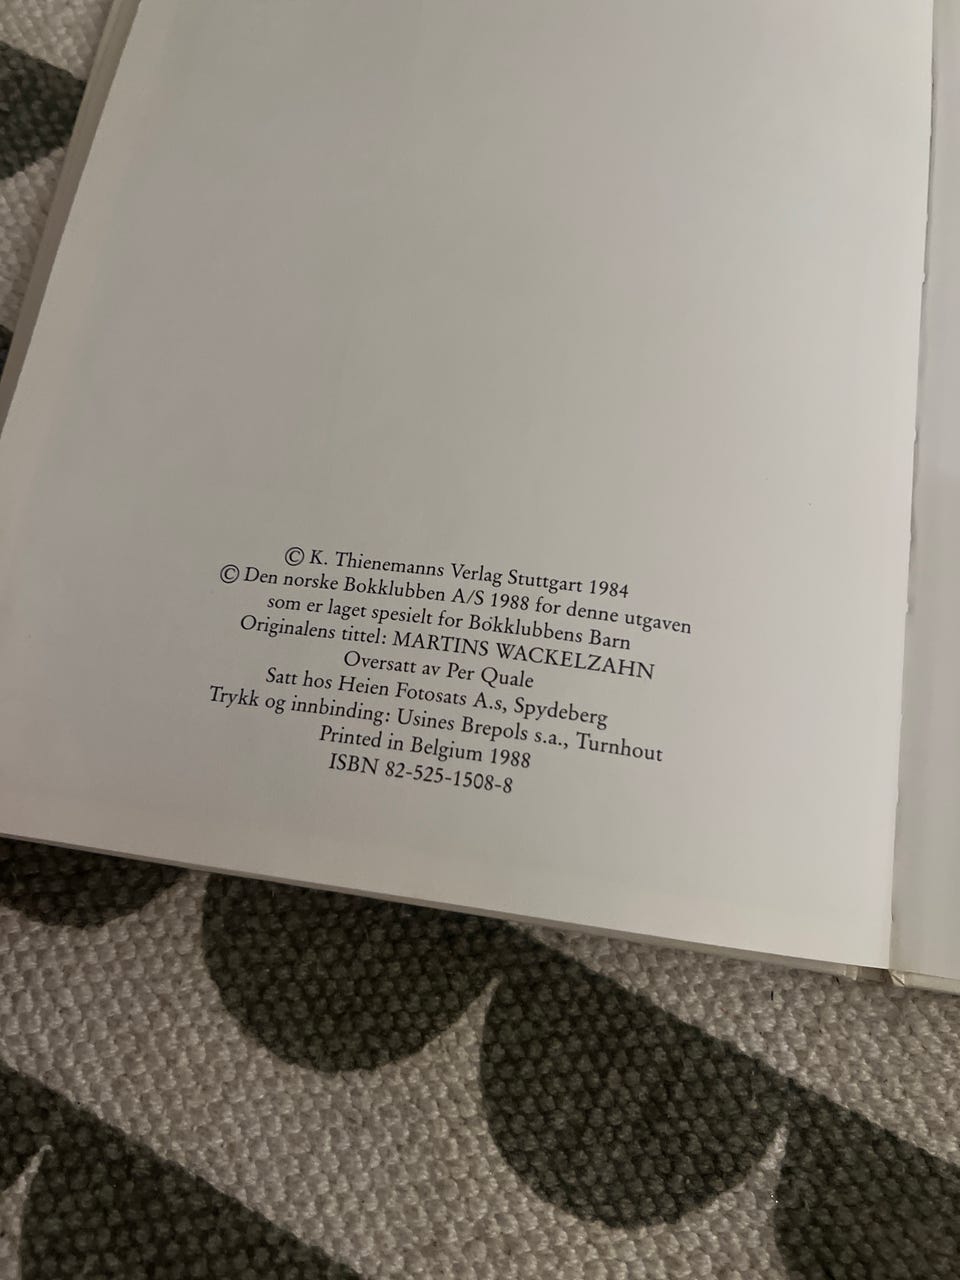 © K. Thienemanns Verlag Stuttgart 1984
© Den norske Bokklubben A/S 1988 for denne utgaven
som er laget spesielt for Bokklubbens Barn
Originalens tittel: MARTINS WACKELZAHN
Oversatt av Per Quale
Satt hos Heien Fotosats A.s, Spydeberg
Trykk og innbinding: Usines Brepols s.a., Turnhout
Printed in Belgium 1988
ISBN 82-525-1508-8